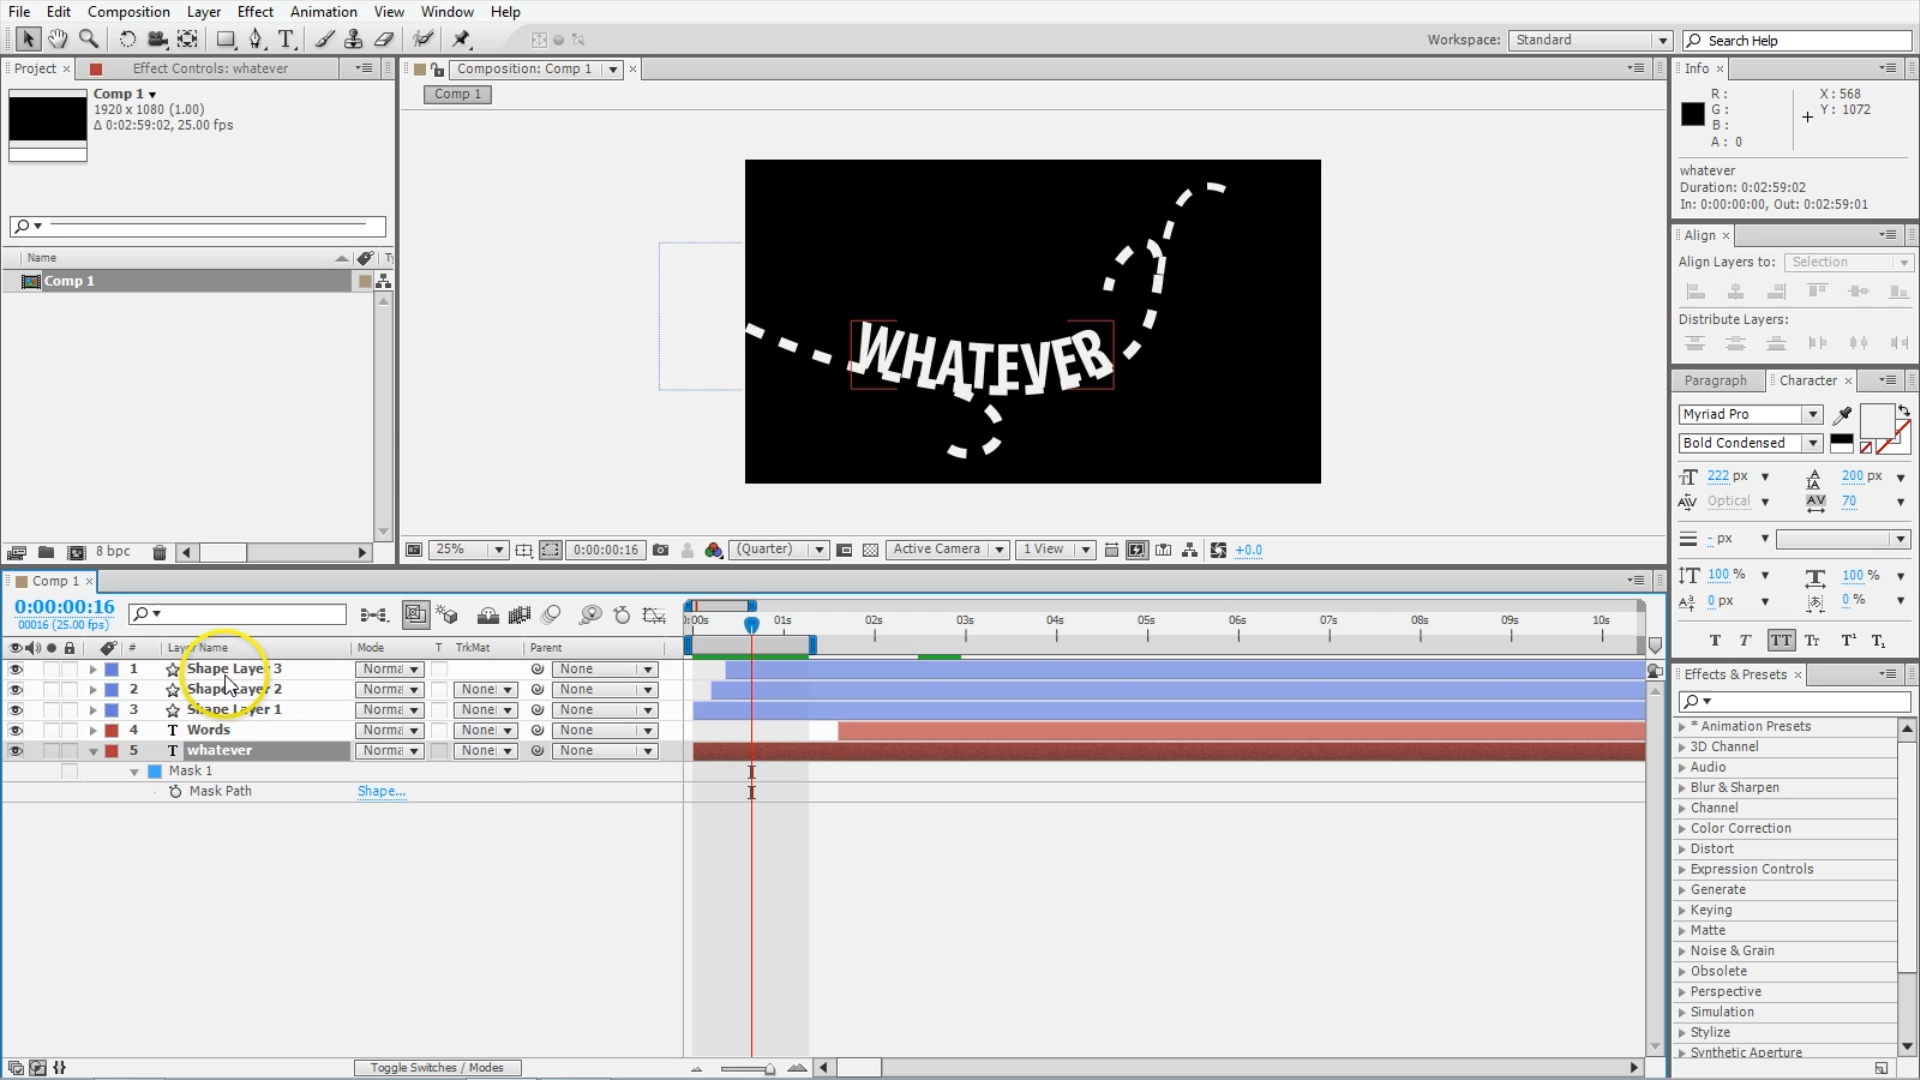 File Edit Composition Layer Effect Animation View Window Help
Workspace: Standard Search Help
Project × Effect Controls: whatever
Composition: Comp 1
Info ×
Comp 1
1920 x 1080 (1.00)
Δ 0:02:59:02, 25.00 fps
Comp 1
R:
G:
B:
A: 0
X: 568
Y: 1072
whatever
Duration: 0:02:59:02
In: 0:00:00:00, Out: 0:02:59:01
Name
Comp 1
Align ×
Align Layers to: Selection
Distribute Layers:
WHATEVER
Paragraph Character ×
Myriad Pro
Bold Condensed
222 px 200 px
Optical 70
- px
100 % 100 %
0 px 0 %
T T TT Tr T¹ T₁
8 bpc
25% 0:00:00:16 (Quarter) Active Camera 1 View +0.0
Comp 1 ×
0:00:00:16
00016 (25.00 fps)
01s 02s 03s 04s 05s 06s 07s 08s 09s 10s
# Layer Name Mode T TrkMat Parent
1 Shape Layer 3 Norma None
2 Shape Layer 2 Norma None None
3 Shape Layer 1 Norma None None
4 T Words Norma None None
5 T whatever Norma None None
Mask 1
Mask Path Shape...
Toggle Switches / Modes
Effects & Presets ×
* Animation Presets
3D Channel
Audio
Blur & Sharpen
Channel
Color Correction
Distort
Expression Controls
Generate
Keying
Matte
Noise & Grain
Obsolete
Perspective
Simulation
Stylize
Synthetic Aperture